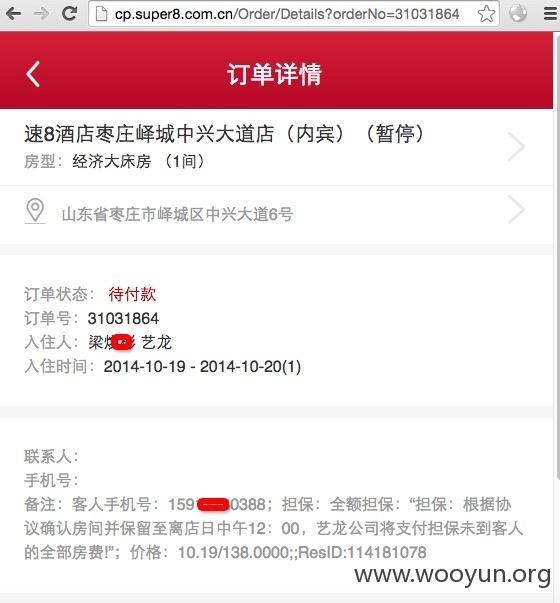 cp.super8.com.cn/Order/Details?orderNo=31031864
订单详情
速8酒店枣庄峄城中兴大道店（内宾）（暂停）
房型：经济大床房 （1间）
山东省枣庄市峄城区中兴大道6号
订单状态： 待付款
订单号：31031864
入住人：梁 艺龙
入住时间：2014-10-19 - 2014-10-20(1)
联系人：
手机号：
备注：客人手机号：159 0388；担保：全额担保：“担保：根据协
议确认房间并保留至离店日中午12：00，艺龙公司将支付担保未到客人
的全部房费!”；价格：10.19/138.0000;;ResID:114181078
www.wooyun.org